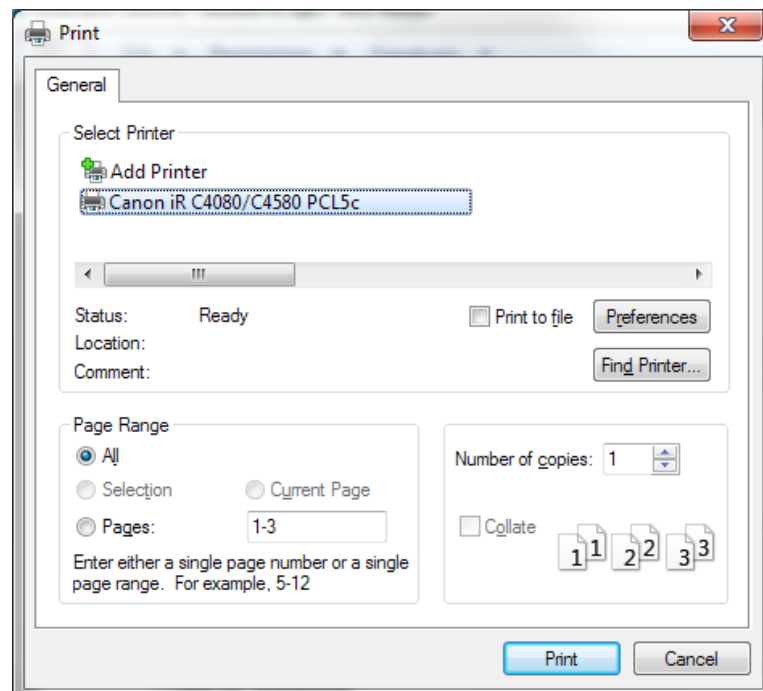 Print
General
Select Printer
Add Printer
Canon iR C4080/C4580 PCL5c
Status: Ready
Print to file
Preferences
Location:
Comment:
Find Printer...
Page Range
All
Selection
Current Page
Pages: 1-3
Enter either a single page number or a single
page range. For example, 5-12
Number of copies: 1
Collate
1 1 2 2 3 3
Print
Cancel